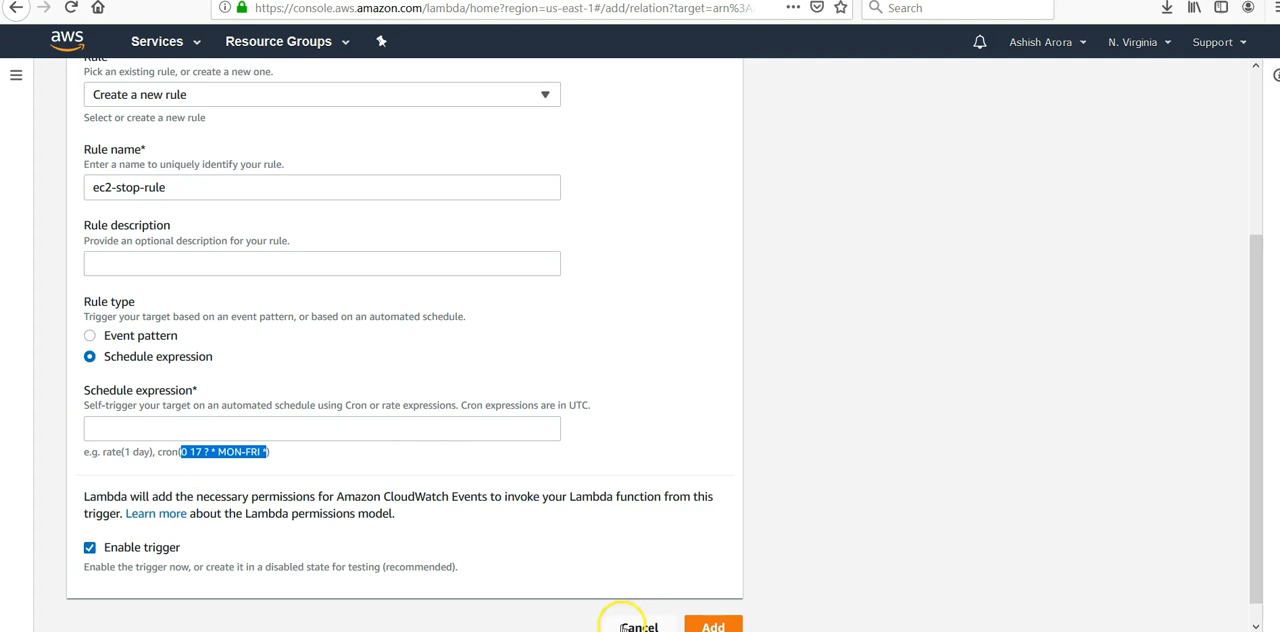 https://console.aws.amazon.com/lambda/home?region=us-east-1#/add/relation?target=arn%3A
Search
aws
Services
Resource Groups
Ashish Arora
N. Virginia
Support
Rule
Pick an existing rule, or create a new one.
Create a new rule
Select or create a new rule
Rule name*
Enter a name to uniquely identify your rule.
ec2-stop-rule
Rule description
Provide an optional description for your rule.
Rule type
Trigger your target based on an event pattern, or based on an automated schedule.
Event pattern
Schedule expression
Schedule expression*
Self-trigger your target on an automated schedule using Cron or rate expressions. Cron expressions are in UTC.
e.g. rate(1 day), cron(0 17 ? * MON-FRI *)
Lambda will add the necessary permissions for Amazon CloudWatch Events to invoke your Lambda function from this
trigger. Learn more about the Lambda permissions model.
Enable trigger
Enable the trigger now, or create it in a disabled state for testing (recommended).
Cancel
Add